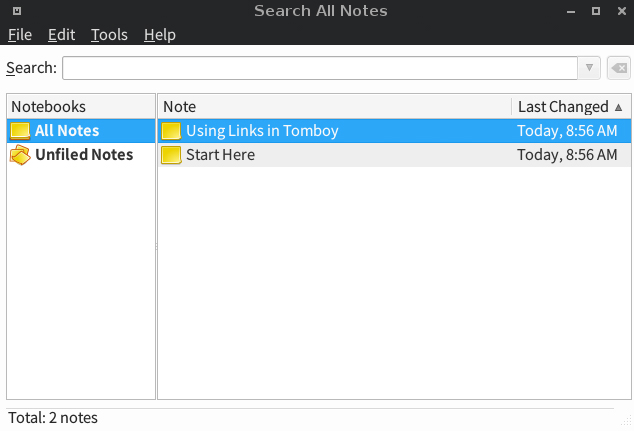 Search All Notes
File Edit Tools Help
Search:
Notebooks Note Last Changed
All Notes Using Links in Tomboy Today, 8:56 AM
Unfiled Notes Start Here Today, 8:56 AM
Total: 2 notes